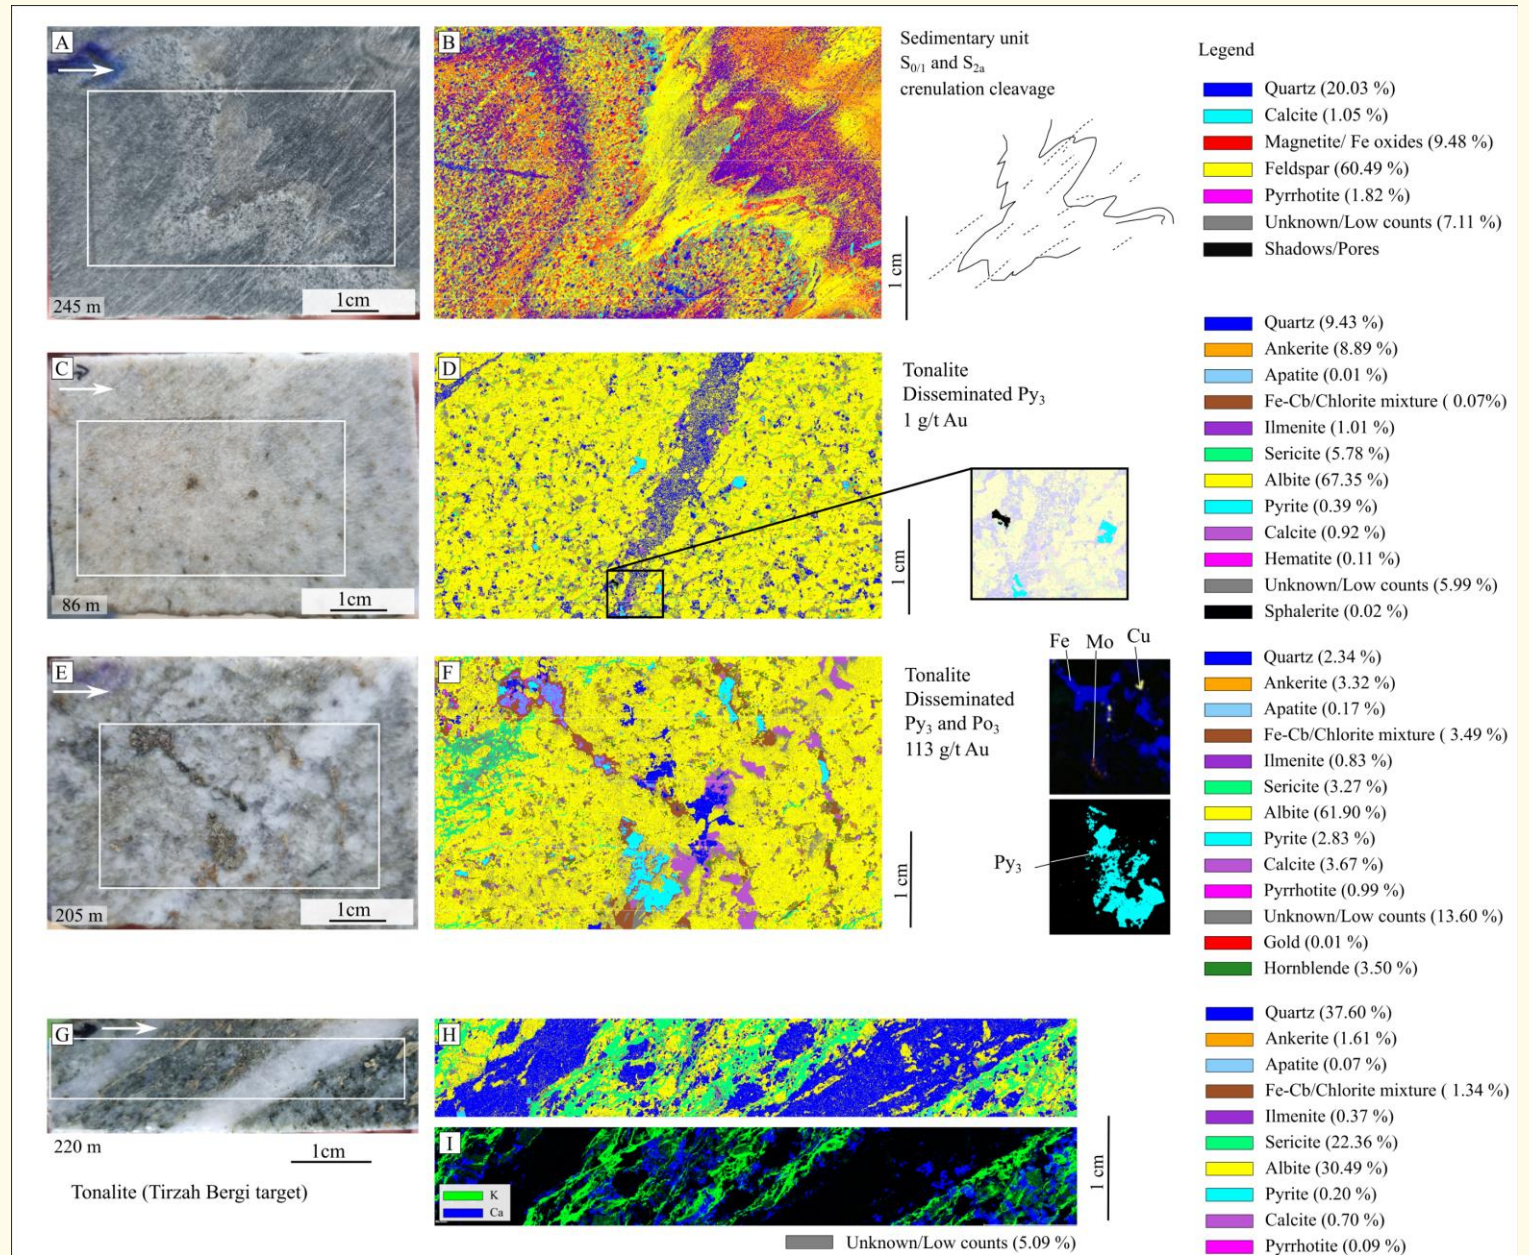 A
245 m
1cm
B
1 cm
Sedimentary unit
S0/1 and S2a
crenulation cleavage
Legend
Quartz (20.03 %)
Calcite (1.05 %)
Magnetite/ Fe oxides (9.48 %)
Feldspar (60.49 %)
Pyrrhotite (1.82 %)
Unknown/Low counts (7.11 %)
Shadows/Pores
C
86 m
1cm
D
1 cm
Tonalite
Disseminated Py3
1 g/t Au
Quartz (9.43 %)
Ankerite (8.89 %)
Apatite (0.01 %)
Fe-Cb/Chlorite mixture ( 0.07%)
Ilmenite (1.01 %)
Sericite (5.78 %)
Albite (67.35 %)
Pyrite (0.39 %)
Calcite (0.92 %)
Hematite (0.11 %)
Unknown/Low counts (5.99 %)
Sphalerite (0.02 %)
E
205 m
1cm
F
1 cm
Tonalite
Disseminated
Py3 and Po3
113 g/t Au
Fe
Mo
Cu
Py3
Quartz (2.34 %)
Ankerite (3.32 %)
Apatite (0.17 %)
Fe-Cb/Chlorite mixture ( 3.49 %)
Ilmenite (0.83 %)
Sericite (3.27 %)
Albite (61.90 %)
Pyrite (2.83 %)
Calcite (3.67 %)
Pyrrhotite (0.99 %)
Unknown/Low counts (13.60 %)
Gold (0.01 %)
Hornblende (3.50 %)
G
220 m
1cm
Tonalite (Tirzah Bergi target)
H
I
K
Ca
1 cm
Unknown/Low counts (5.09 %)
Quartz (37.60 %)
Ankerite (1.61 %)
Apatite (0.07 %)
Fe-Cb/Chlorite mixture ( 1.34 %)
Ilmenite (0.37 %)
Sericite (22.36 %)
Albite (30.49 %)
Pyrite (0.20 %)
Calcite (0.70 %)
Pyrrhotite (0.09 %)